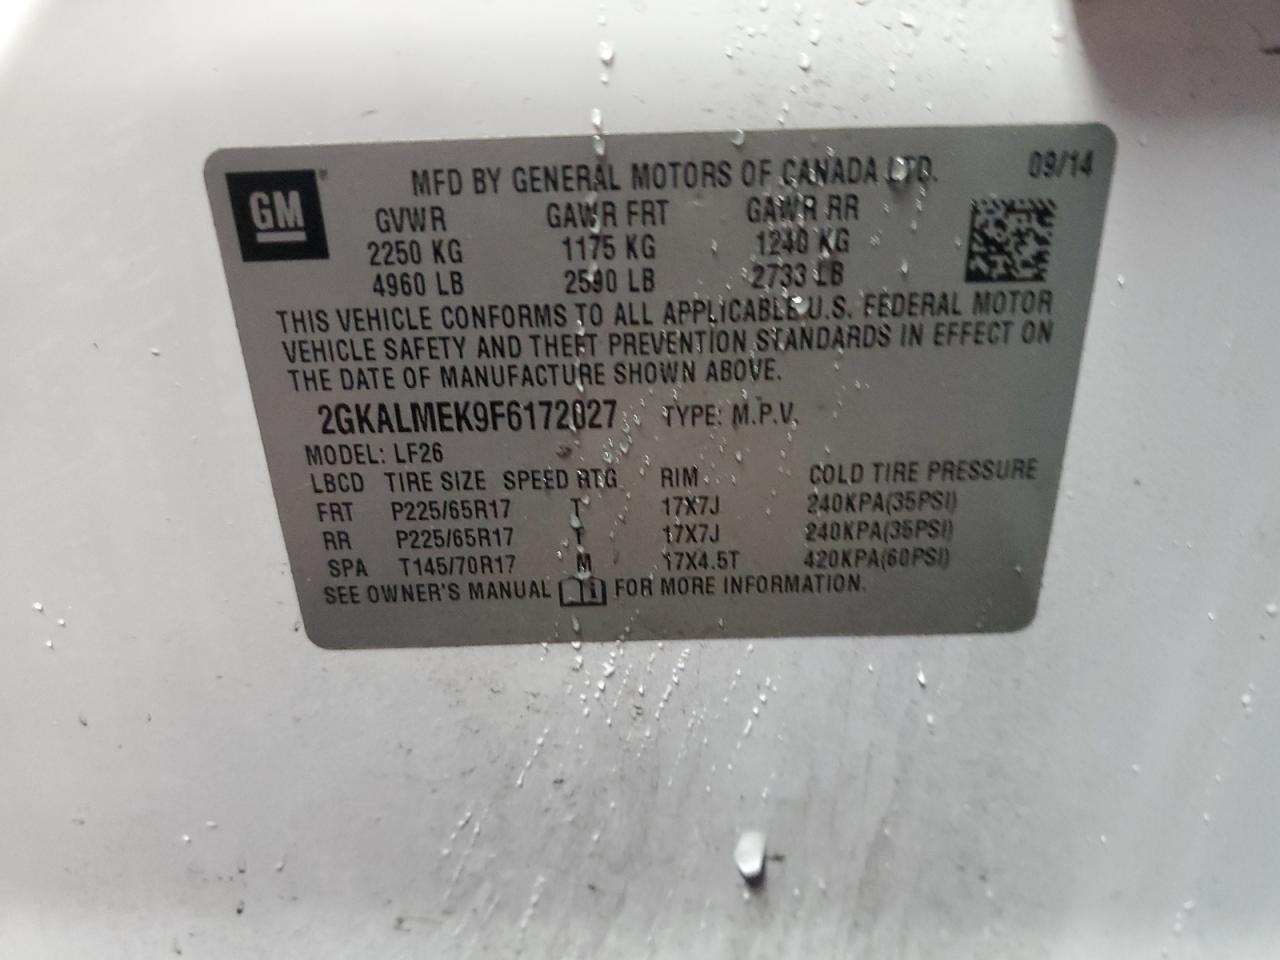 GM ®
MFD BY GENERAL MOTORS OF CANADA LTD. 09/14
GVWR GAWR FRT GAWR RR
2250 KG 1175 KG 1240 KG
4960 LB 2590 LB 2733 LB
THIS VEHICLE CONFORMS TO ALL APPLICABLE U.S. FEDERAL MOTOR
VEHICLE SAFETY AND THEFT PREVENTION STANDARDS IN EFFECT ON
THE DATE OF MANUFACTURE SHOWN ABOVE.
2GKALMEK9F6172027 TYPE: M.P.V.
MODEL: LF26
LBCD TIRE SIZE SPEED RTG RIM COLD TIRE PRESSURE
FRT P225/65R17 T 17X7J 240KPA(35PSI)
RR P225/65R17 T 17X7J 240KPA(35PSI)
SPA T145/70R17 M 17X4.5T 420KPA(60PSI)
SEE OWNER'S MANUAL i FOR MORE INFORMATION.